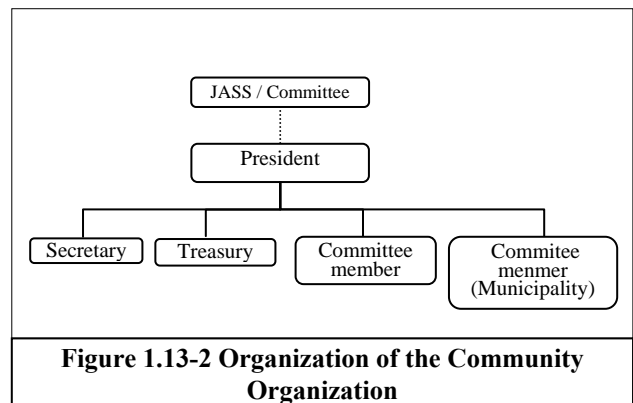 JASS / Committee
President
Secretary
Treasury
Committee
member
Commitee
menmer
(Municipality)
Figure 1.13-2 Organization of the Community
Organization